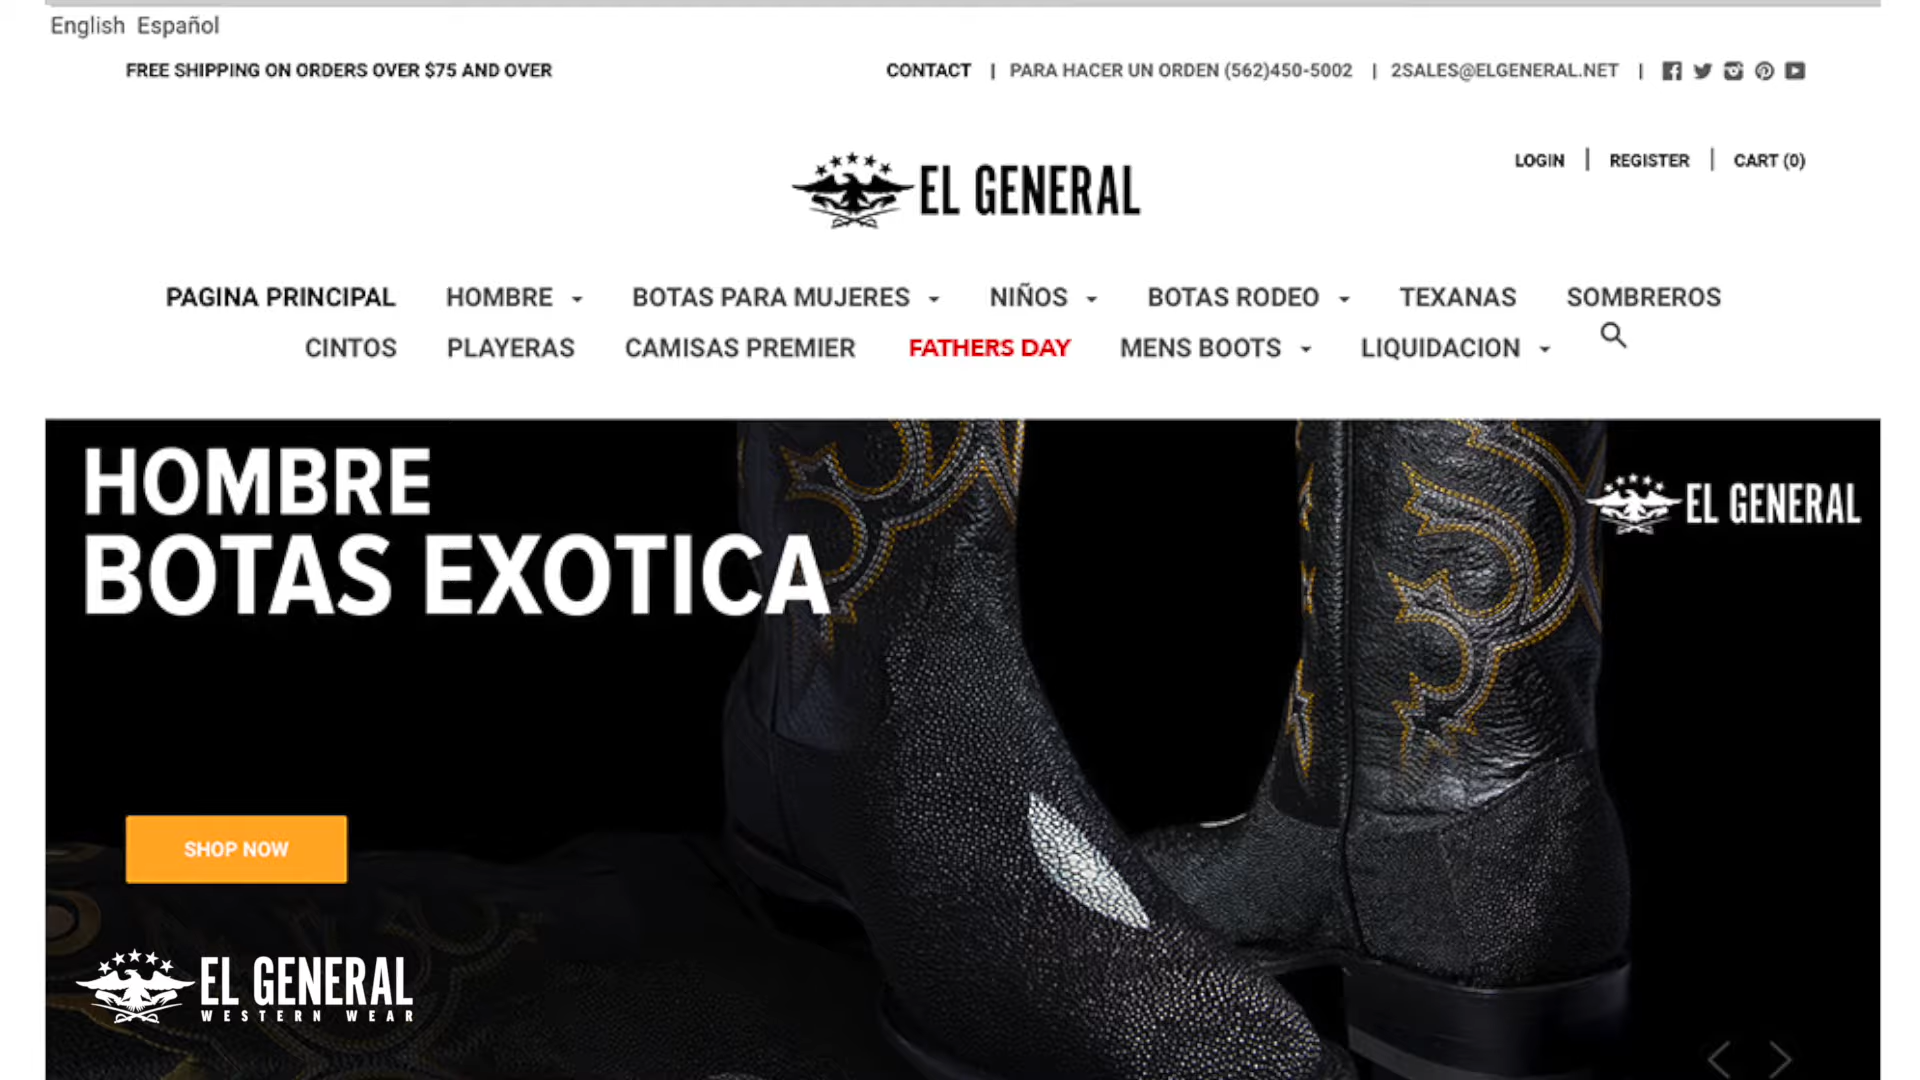 English Español
FREE SHIPPING ON ORDERS OVER $75 AND OVER
CONTACT | PARA HACER UN ORDEN (562)450-5002 | 2SALES@ELGENERAL.NET |
LOGIN | REGISTER | CART (0)
EL GENERAL
PAGINA PRINCIPAL HOMBRE BOTAS PARA MUJERES NIÑOS BOTAS RODEO TEXANAS SOMBREROS
CINTOS PLAYERAS CAMISAS PREMIER FATHERS DAY MENS BOOTS LIQUIDACION
HOMBRE
BOTAS EXOTICA
EL GENERAL
SHOP NOW
EL GENERAL
WESTERN WEAR